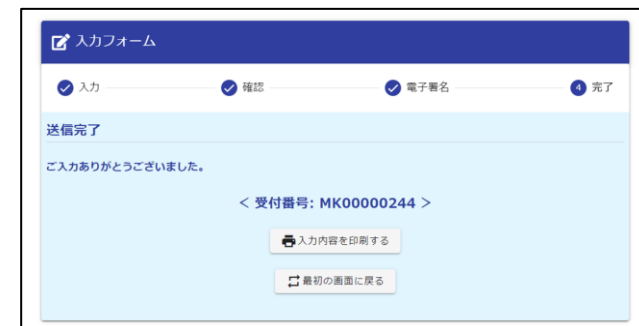 入力フォーム
入力 確認 電子署名 4 完了
送信完了
ご入力ありがとうございました。
< 受付番号: MK00000244 >
入力内容を印刷する
最初の画面に戻る